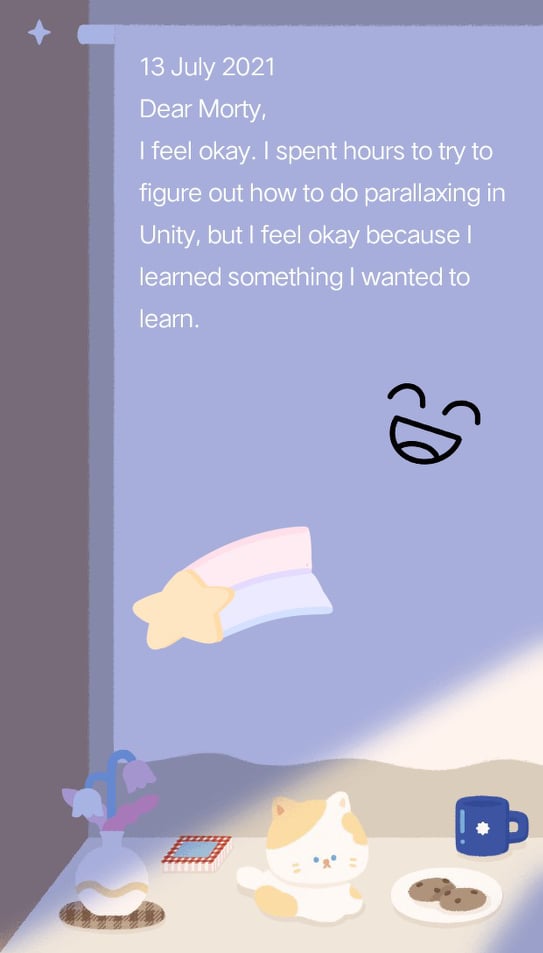 13 July 2021
Dear Morty,
I feel okay. I spent hours to try to
figure out how to do parallaxing in
Unity, but I feel okay because I
learned something I wanted to
learn.